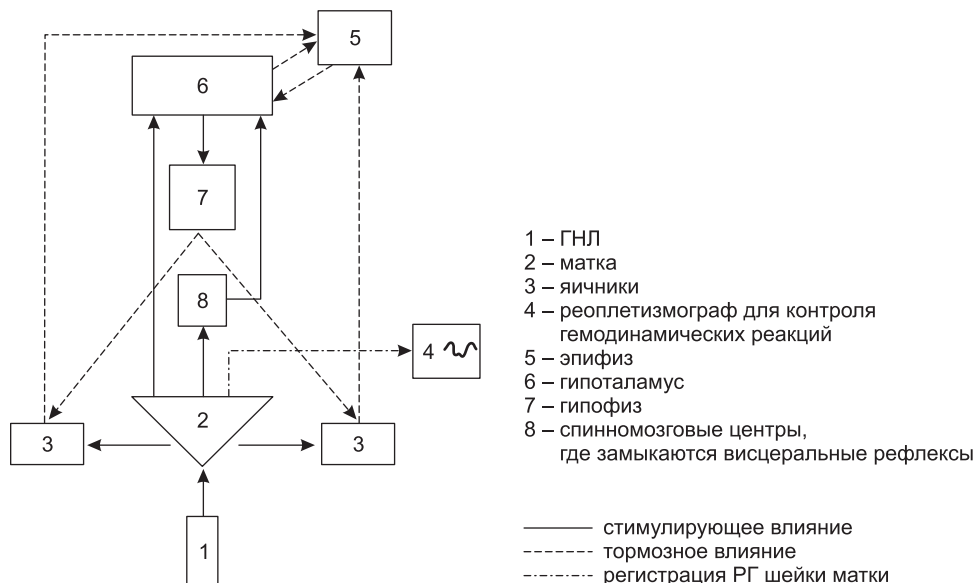 5
6
7
8
4
2
3
3
1
1 – ГНЛ
2 – матка
3 – яичники
4 – реоплетизмограф для контроля
гемодинамических реакций
5 – эпифиз
6 – гипоталамус
7 – гипофиз
8 – спинномозговые центры,
где замыкаются висцеральные рефлексы
стимулирующее влияние
тормозное влияние
регистрация РГ шейки матки